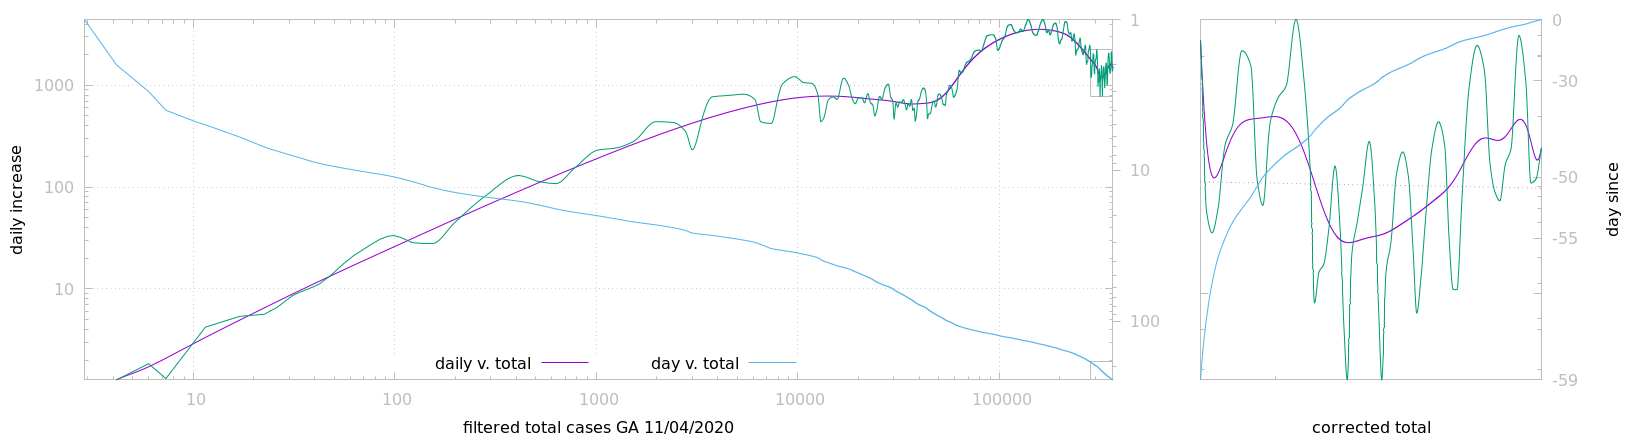 1
0
1000
-30
daily increase
100
10
-50
day since
-55
10
100
daily v. total
day v. total
-59
10
100
1000
10000
100000
filtered total cases GA 11/04/2020
corrected total